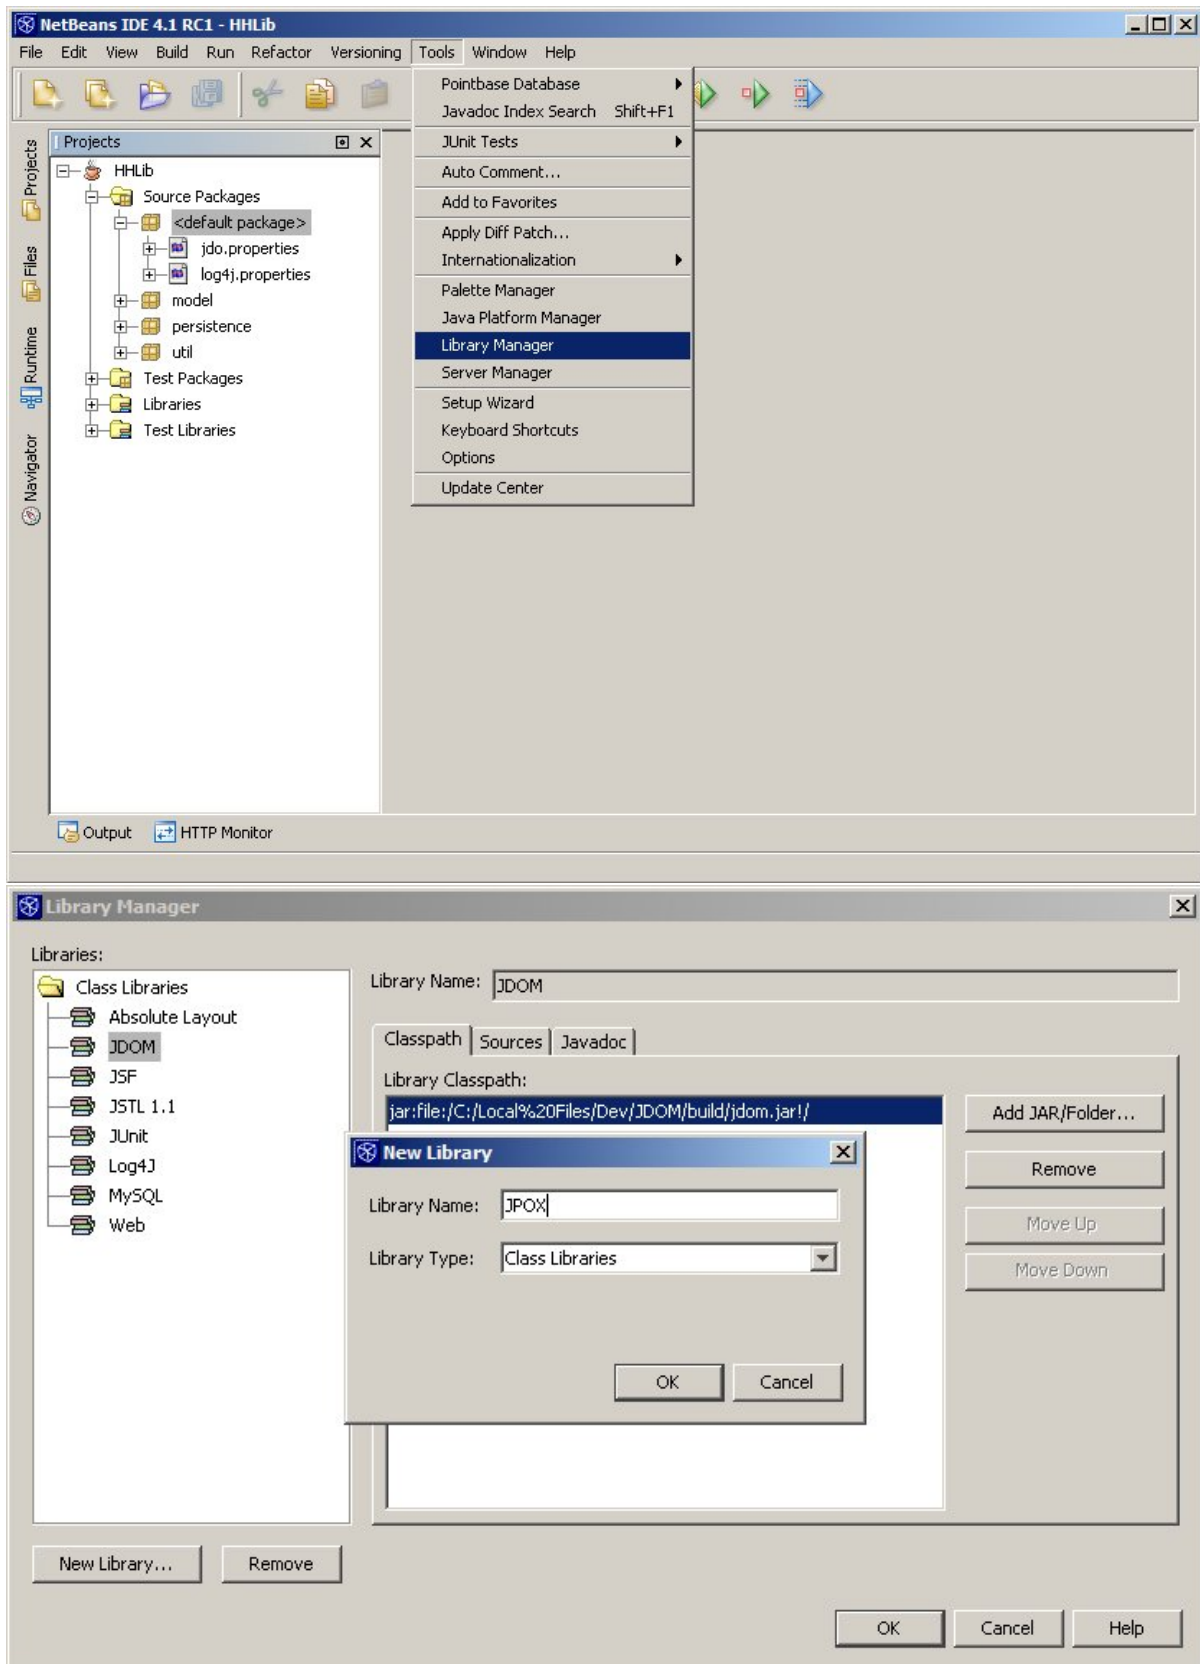 NetBeans IDE 4.1 RC1 - HHLib
File Edit View Build Run Refactor Versioning Tools Window Help
Projects
Files
Runtime
Navigator
Projects
HHLib
Source Packages
<default package>
jdo.properties
log4j.properties
model
persistence
util
Test Packages
Libraries
Test Libraries
Pointbase Database
Javadoc Index Search Shift+F1
JUnit Tests
Auto Comment...
Add to Favorites
Apply Diff Patch...
Internationalization
Palette Manager
Java Platform Manager
Library Manager
Server Manager
Setup Wizard
Keyboard Shortcuts
Options
Update Center
Output HTTP Monitor
Library Manager
Libraries:
Class Libraries
Absolute Layout
JDOM
JSF
JSTL 1.1
JUnit
Log4J
MySQL
Web
Library Name: JDOM
Classpath Sources Javadoc
Library Classpath:
jar:file:/C:/Local%20Files/Dev/JDOM/build/jdom.jar!/
Add JAR/Folder...
Remove
Move Up
Move Down
New Library
Library Name: JPOX
Library Type: Class Libraries
OK Cancel
New Library... Remove
OK Cancel Help